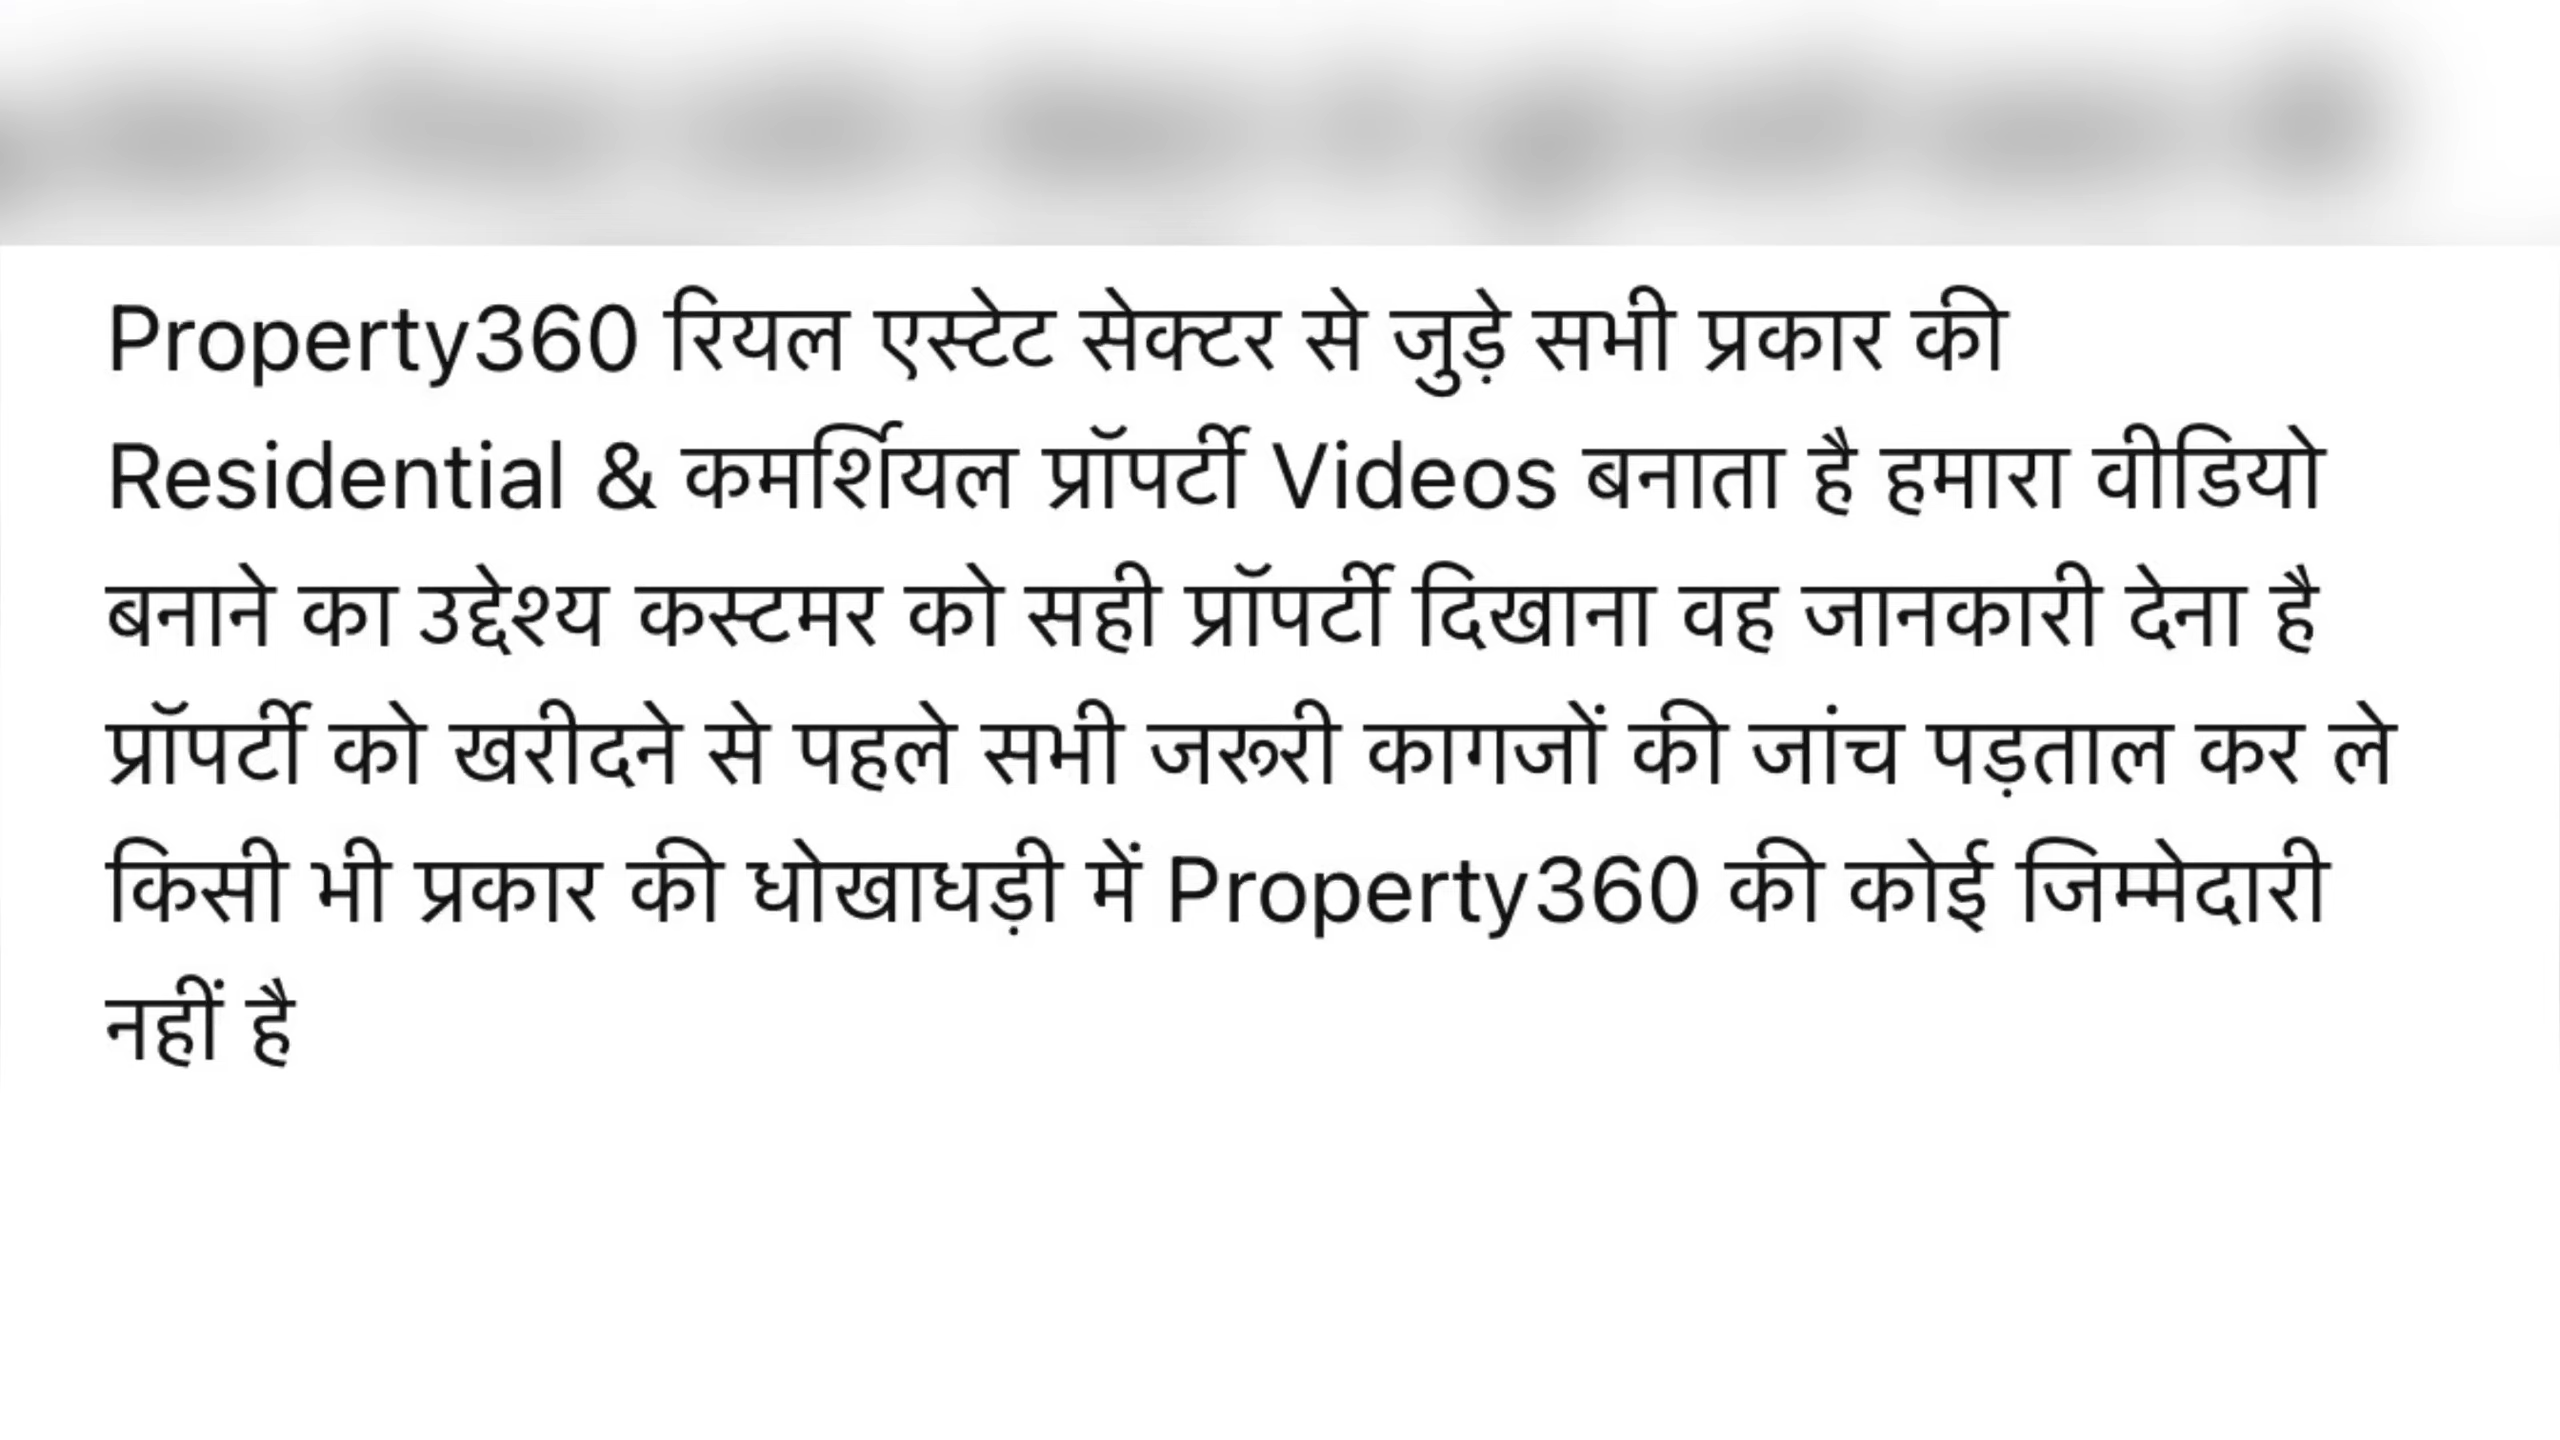 Property360 रियल एस्टेट सेक्टर से जुड़े सभी प्रकार की
Residential & कमर्शियल प्रॉपर्टी Videos बनाता है हमारा वीडियो
बनाने का उद्देश्य कस्टमर को सही प्रॉपर्टी दिखाना वह जानकारी देना है
प्रॉपर्टी को खरीदने से पहले सभी जरूरी कागजों की जांच पड़ताल कर ले
किसी भी प्रकार की धोखाधड़ी में Property360 की कोई जिम्मेदारी
नहीं है